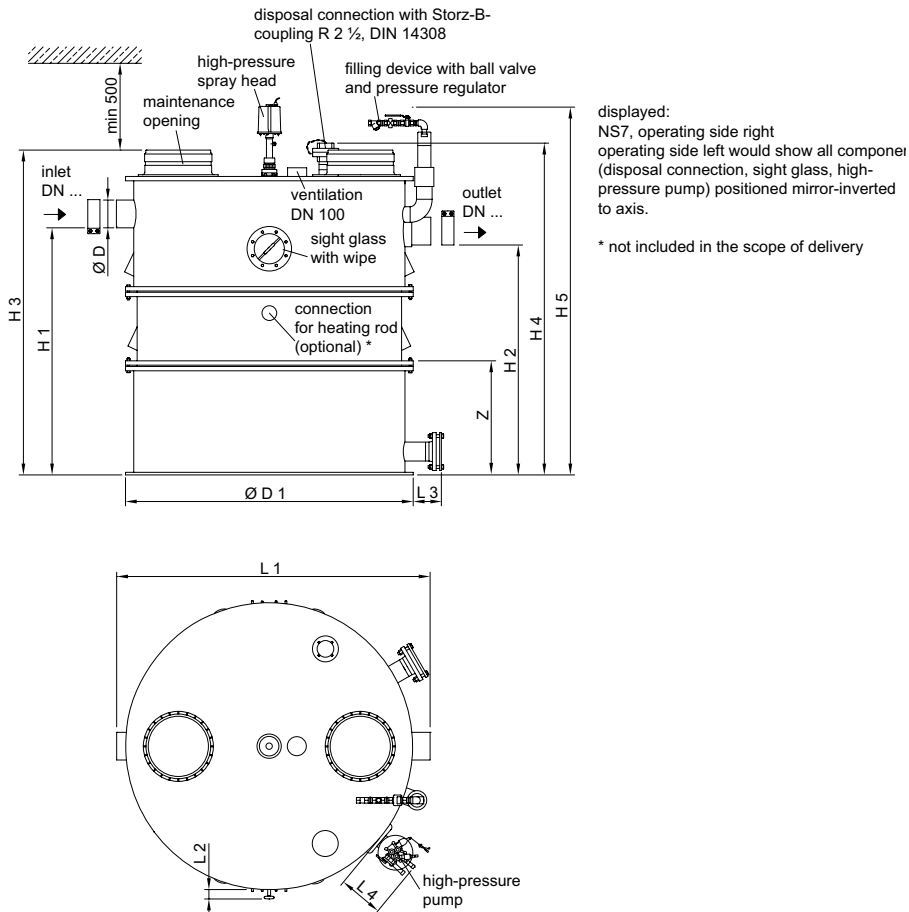 disposal connection with Storz-B-
coupling R 2 ½, DIN 14308
high-pressure
spray head
filling device with ball valve
and pressure regulator
min 500
maintenance
opening
displayed:
NS7, operating side right
operating side left would show all componen
(disposal connection, sight glass, high-
pressure pump) positioned mirror-inverted
to axis.
* not included in the scope of delivery
inlet
DN ...
ventilation
DN 100
outlet
DN ...
sight glass
with wipe
Ø D
connection
for heating rod
(optional) *
H 3
H 1
H 2
H 4
H 5
Z
Ø D 1
L 3
L 1
L 2
L 4
high-pressure
pump